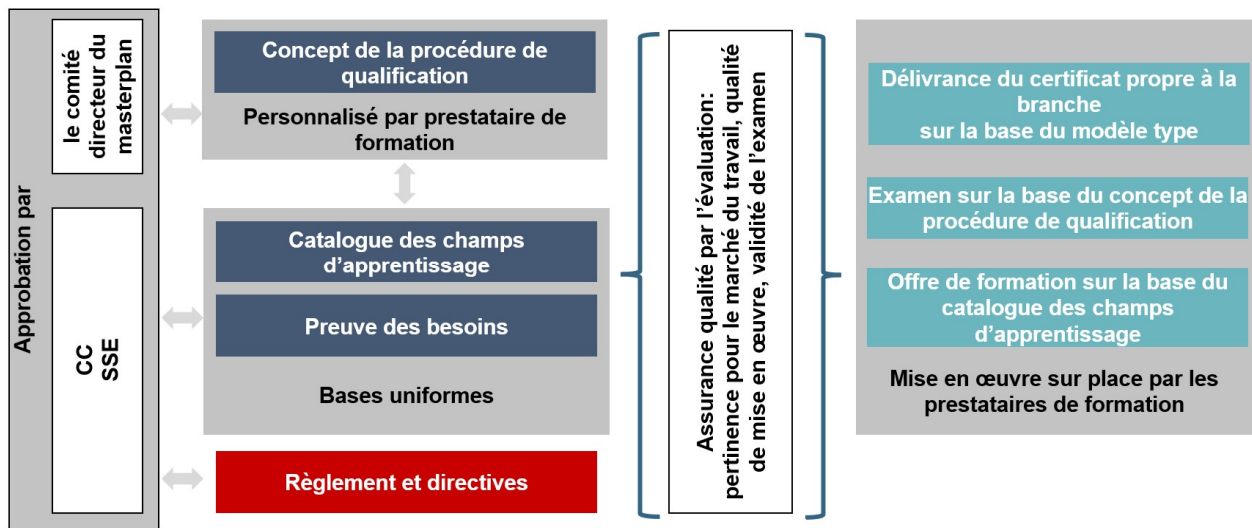 Approbation par
le comité
directeur du
masterplan
CC
SSE
Concept de la procédure de
qualification
Personnalisé par prestataire de
formation
Catalogue des champs
d’apprentissage
Preuve des besoins
Bases uniformes
Règlement et directives
Assurance qualité par l’évaluation:
pertinence pour le marché du travail, qualité
de mise en œuvre, validité de l’examen
Délivrance du certificat propre à la
branche
sur la base du modèle type
Examen sur la base du concept de la
procédure de qualification
Offre de formation sur la base du
catalogue des champs
d’apprentissage
Mise en œuvre sur place par les
prestataires de formation